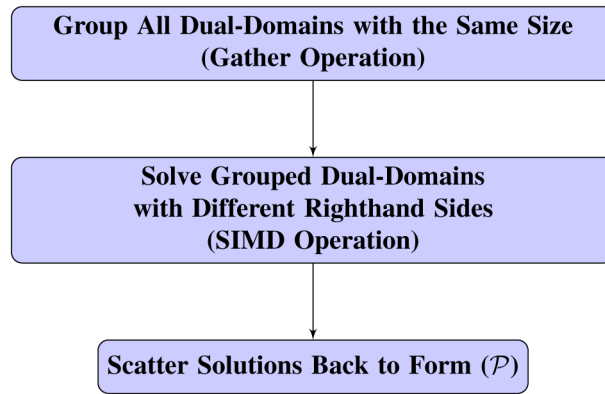 Group All Dual-Domains with the Same Size
(Gather Operation)
Solve Grouped Dual-Domains
with Different Righthand Sides
(SIMD Operation)
Scatter Solutions Back to Form (𝒫)